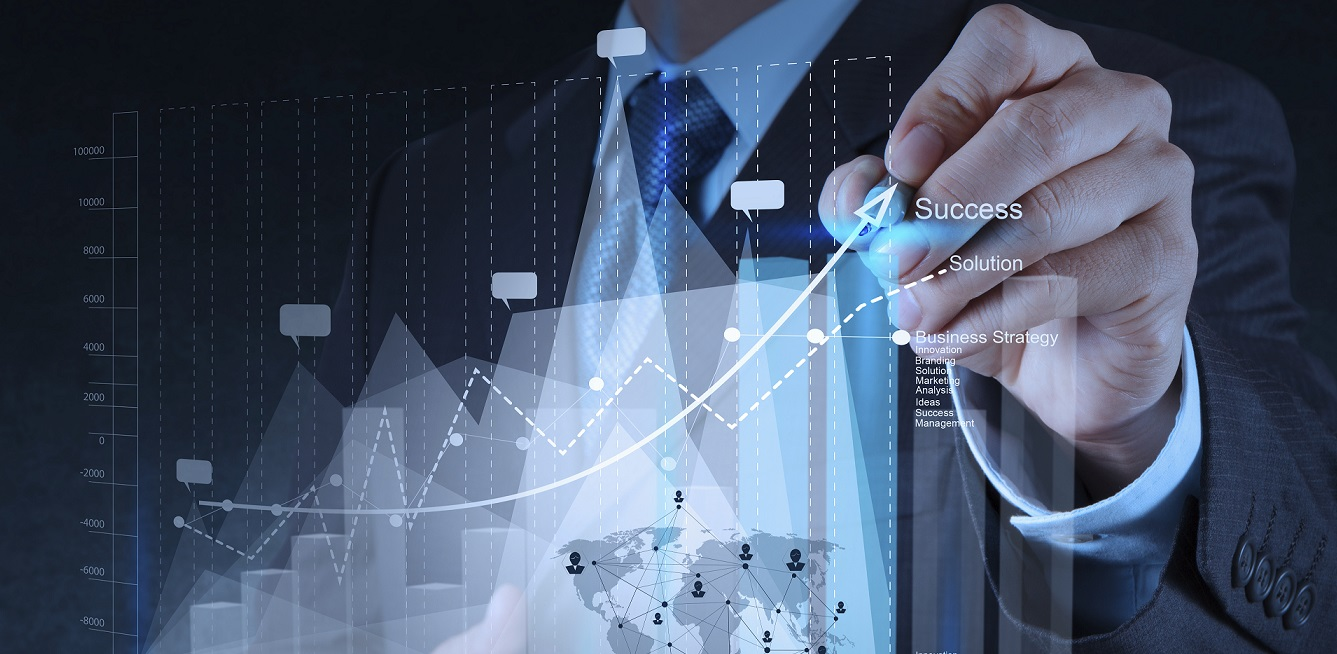 100000
10000
8000
6000
4000
2000
0
-2000
-4000
-6000
-8000
Success
Solution
Business Strategy
Innovation
Branding
Solution
Marketing
Analysis
Ideas
Success
Management